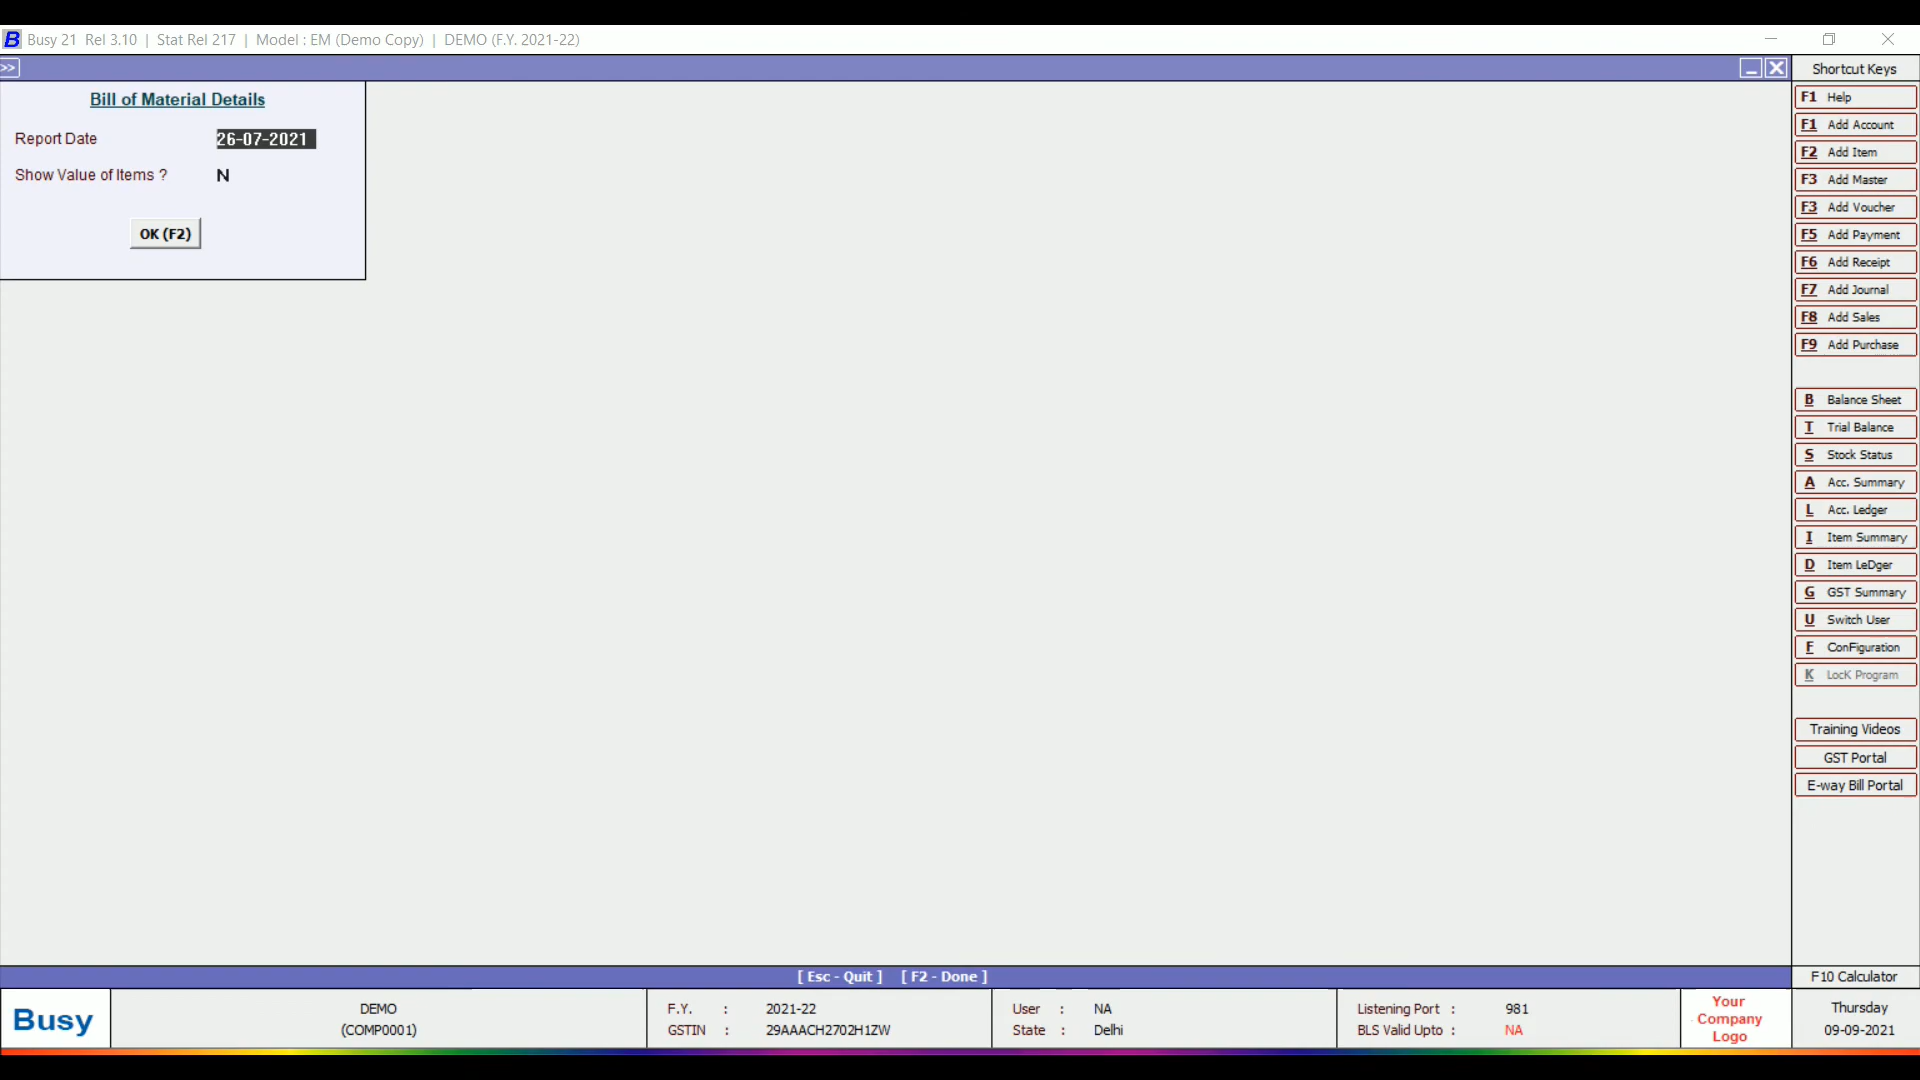 Busy 21 Rel 3.10 | Stat Rel 217 | Model : EM (Demo Copy) | DEMO (F.Y. 2021-22)
>>
Shortcut Keys
Bill of Material Details
Report Date 26-07-2021
Show Value of Items ? N
OK (F2)
F1 Help
F1 Add Account
F2 Add Item
F3 Add Master
F3 Add Voucher
F5 Add Payment
F6 Add Receipt
F7 Add Journal
F8 Add Sales
F9 Add Purchase
B Balance Sheet
T Trial Balance
S Stock Status
A Acc. Summary
L Acc. Ledger
I Item Summary
D Item LeDger
G GST Summary
U Switch User
F ConFiguration
K LocK Program
Training Videos
GST Portal
E-way Bill Portal
[ Esc - Quit ] [ F2 - Done ]
F10 Calculator
Busy
DEMO
(COMP0001)
F.Y. : 2021-22
GSTIN : 29AAACH2702H1ZW
User : NA
State : Delhi
Listening Port : 981
BLS Valid Upto : NA
Your
Company
Logo
Thursday
09-09-2021